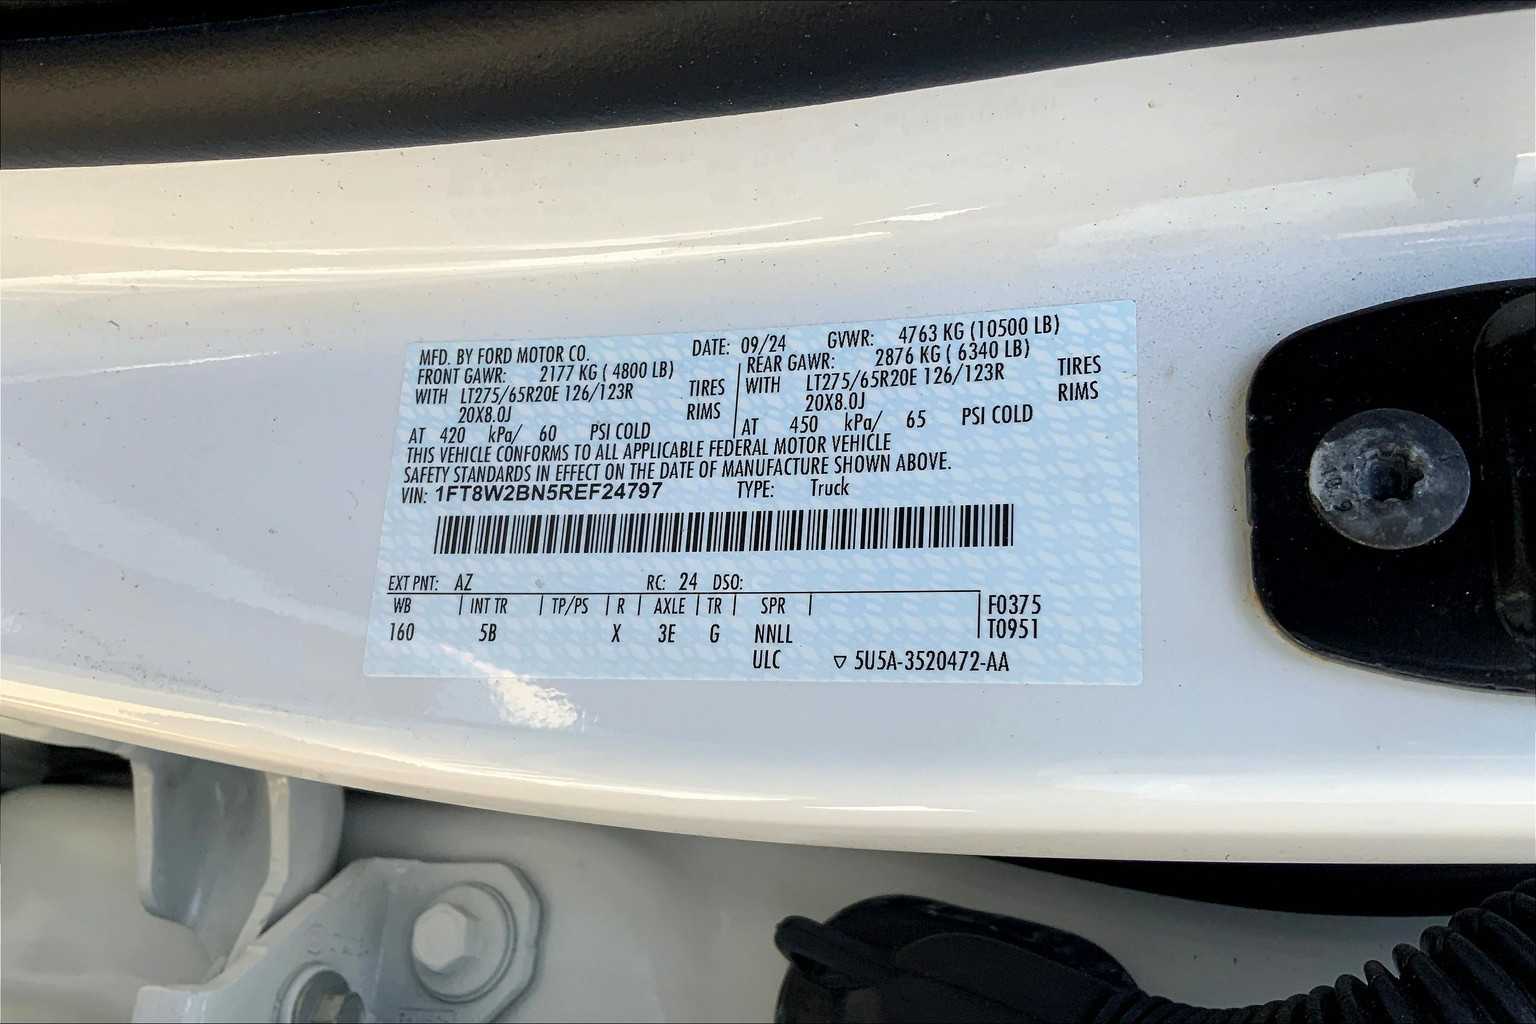 MFD. BY FORD MOTOR CO. DATE: 09/24 GVWR: 4763 KG (10500 LB)
FRONT GAWR: 2177 KG ( 4800 LB) REAR GAWR: 2876 KG ( 6340 LB)
WITH LT275/65R20E 126/123R TIRES WITH LT275/65R20E 126/123R TIRES
20X8.0J RIMS 20X8.0J RIMS
AT 420 kPa/ 60 PSI COLD AT 450 kPa/ 65 PSI COLD
THIS VEHICLE CONFORMS TO ALL APPLICABLE FEDERAL MOTOR VEHICLE
SAFETY STANDARDS IN EFFECT ON THE DATE OF MANUFACTURE SHOWN ABOVE.
VIN: 1FT8W2BN5REF24797 TYPE: Truck
EXT PNT: AZ RC: 24 DSO:
WB INT TR TP/PS R AXLE TR SPR F0375
160 5B X 3E G NNLL T0951
ULC ▽ 5U5A-3520472-AA